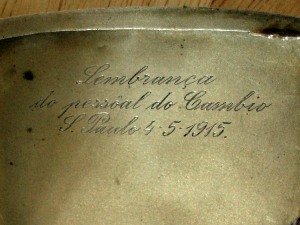 Lembrança
do pessôal do Cambio
S. Paulo 4-5-1915.